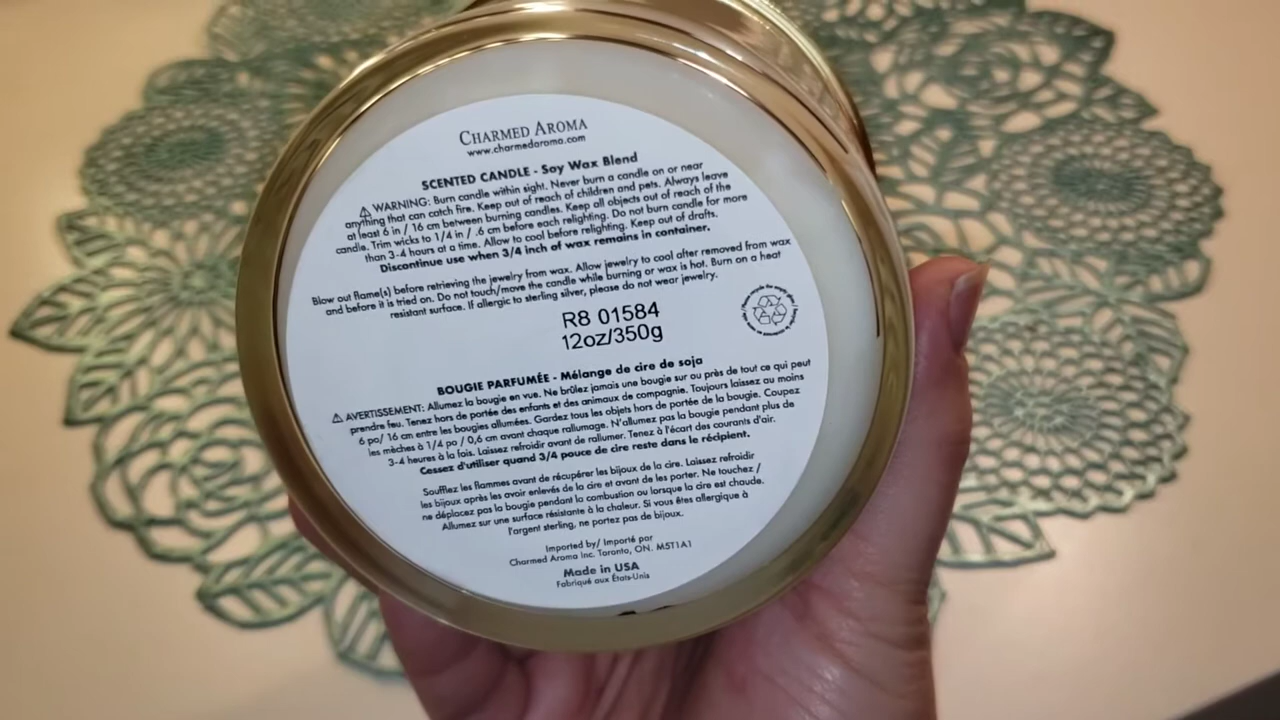 CHARMED AROMA
www.charmedaroma.com
SCENTED CANDLE - Soy Wax Blend
⚠ WARNING: Burn candle within sight. Never burn a candle on or near
anything that can catch fire. Keep out of reach of children and pets. Always leave
at least 6 in / 16 cm between burning candles. Keep all objects out of reach of the
candle. Trim wicks to 1/4 in / .6 cm before each relighting. Do not burn candle for more
than 3-4 hours at a time. Allow to cool before relighting. Keep out of drafts.
Discontinue use when 3/4 inch of wax remains in container.
Blow out flame(s) before retrieving the jewelry from wax. Allow jewelry to cool after removed from wax
and before it is tried on. Do not touch/move the candle while burning or wax is hot. Burn on a heat
resistant surface. If allergic to sterling silver, please do not wear jewelry.
R8 01584
12oz/350g
BOUGIE PARFUMÉE - Mélange de cire de soja
⚠ AVERTISSEMENT: Allumez la bougie en vue. Ne brûlez jamais une bougie sur ou près de tout ce qui peut
prendre feu. Tenez hors de portée des enfants et des animaux de compagnie. Toujours laissez au moins
6 po/ 16 cm entre les bougies allumées. Gardez tous les objets hors de portée de la bougie. Coupez
les mèches à 1/4 po / 0,6 cm avant chaque rallumage. N'allumez pas la bougie pendant plus de
3-4 heures à la fois. Laissez refroidir avant de rallumer. Tenez à l'écart des courants d'air.
Cessez d'utiliser quand 3/4 pouce de cire reste dans le récipient.
Soufflez les flammes avant de récupérer les bijoux de la cire. Laissez refroidir
les bijoux après les avoir enlevés de la cire et avant de les porter. Ne touchez /
ne déplacez pas la bougie pendant la combustion ou lorsque la cire est chaude.
Allumez sur une surface résistante à la chaleur. Si vous êtes allergique à
l'argent sterling, ne portez pas de bijoux.
Imported by/ Importé par
Charmed Aroma Inc. Toronto, ON. M5T1A1
Made in USA
Fabriqué aux États-Unis